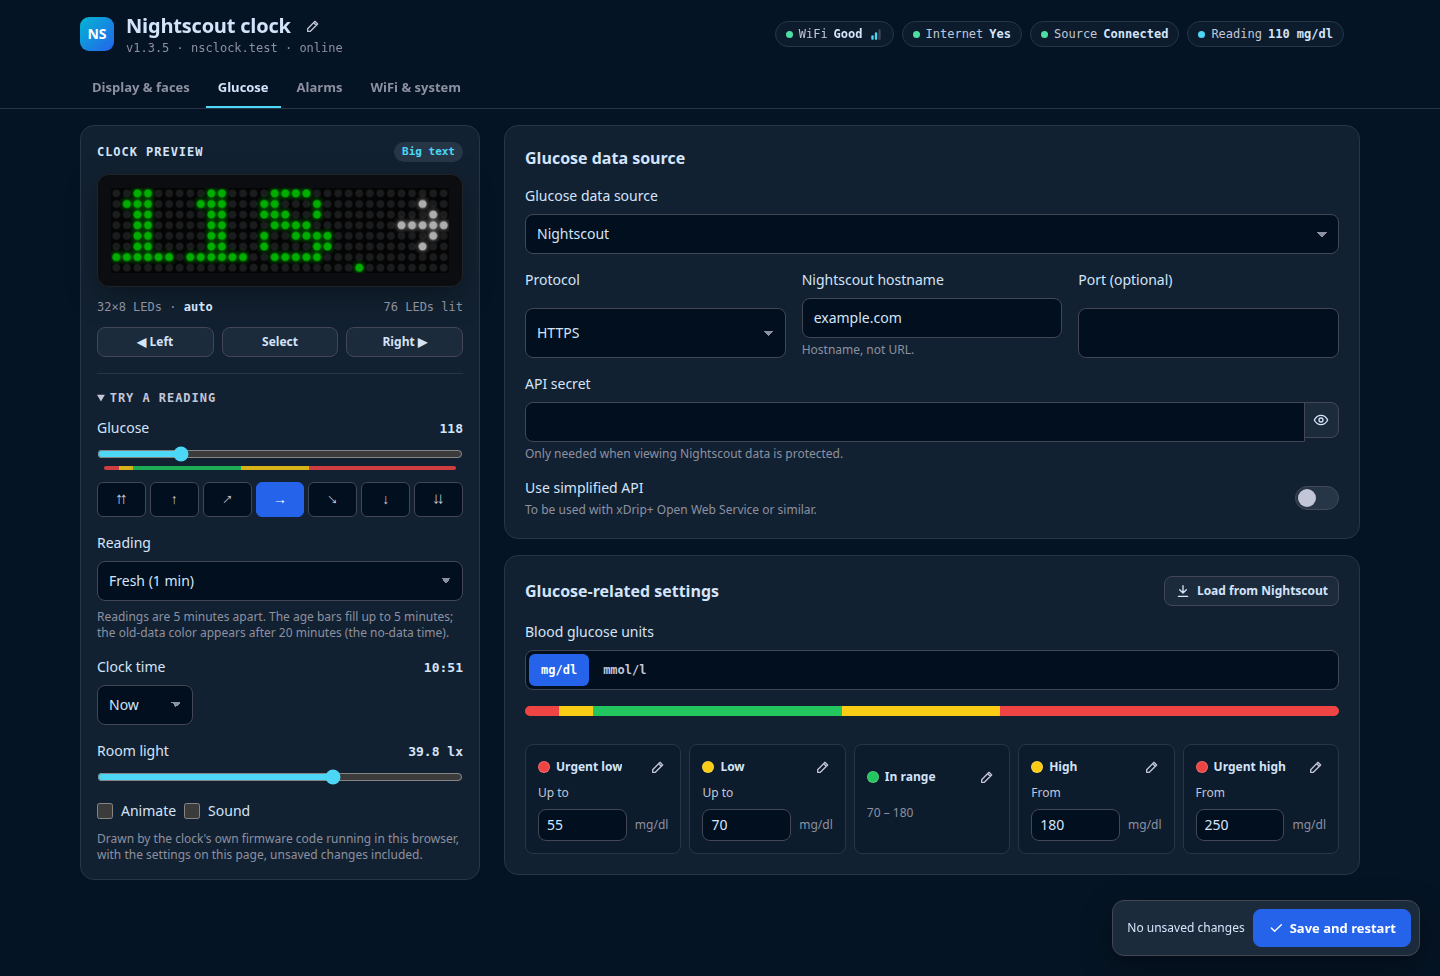 NS
Nightscout clock
v1.3.5 · nsclock.test · online
WiFi Good
Internet Yes
Source Connected
Reading 110 mg/dl
Display & faces
Glucose
Alarms
WiFi & system
CLOCK PREVIEW
Big text
118.→
32×8 LEDs · auto
76 LEDs lit
◀ Left
Select
Right ▶
▼ TRY A READING
Glucose
118
⇈
↑
↗
→
↘
↓
⇊
Reading
Fresh (1 min)
Readings are 5 minutes apart. The age bars fill up to 5 minutes;
the old-data color appears after 20 minutes (the no-data time).
Clock time
10:51
Now
Room light
39.8 lx
Animate
Sound
Drawn by the clock's own firmware code running in this browser,
with the settings on this page, unsaved changes included.
Glucose data source
Glucose data source
Nightscout
Protocol
Nightscout hostname
Port (optional)
HTTPS
example.com
Hostname, not URL.
API secret
Only needed when viewing Nightscout data is protected.
Use simplified API
To be used with xDrip+ Open Web Service or similar.
Glucose-related settings
Load from Nightscout
Blood glucose units
mg/dl
mmol/l
Urgent low
Up to
55 mg/dl
Low
Up to
70 mg/dl
In range
70 – 180
High
From
180 mg/dl
Urgent high
From
250 mg/dl
No unsaved changes
Save and restart